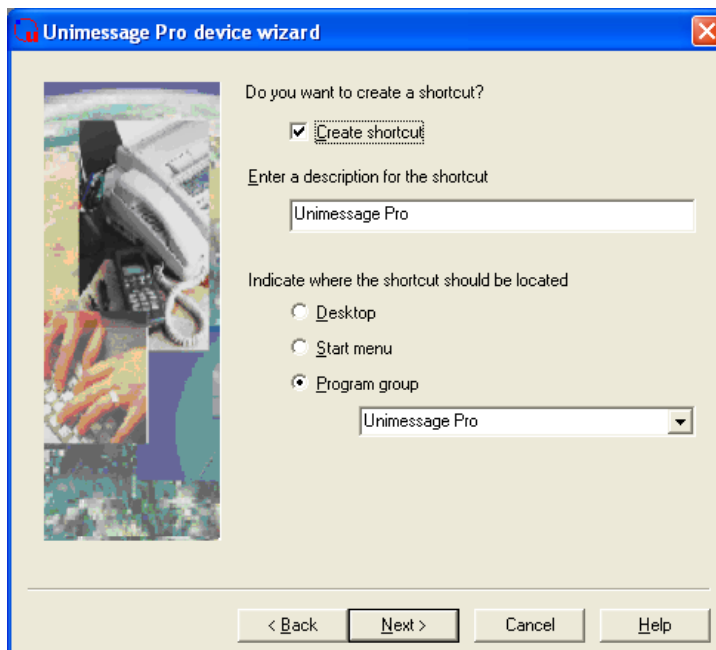 Unimessage Pro device wizard
Do you want to create a shortcut?
Create shortcut
Enter a description for the shortcut
Unimessage Pro
Indicate where the shortcut should be located
Desktop
Start menu
Program group
Unimessage Pro
< Back
Next >
Cancel
Help